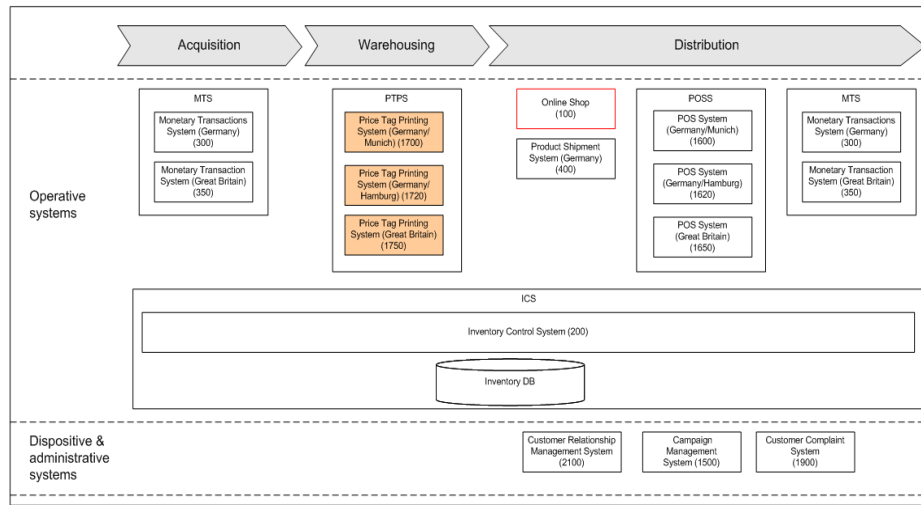 Acquisition
Warehousing
Distribution
Operative
systems
MTS
Monetary Transactions
System (Germany)
(300)
Monetary Transaction
System (Great Britain)
(350)
PTPS
Price Tag Printing
System (Germany/
Munich) (1700)
Price Tag Printing
System (Germany/
Hamburg) (1720)
Price Tag Printing
System (Great Britain)
(1750)
Online Shop
(100)
Product Shipment
System (Germany)
(400)
POSS
POS System
(Germany/Munich)
(1600)
POS System
(Germany/Hamburg)
(1620)
POS System
(Great Britain)
(1650)
MTS
Monetary Transactions
System (Germany)
(300)
Monetary Transaction
System (Great Britain)
(350)
ICS
Inventory Control System (200)
Inventory DB
Dispositive &
administrative
systems
Customer Relationship
Management System
(2100)
Campaign
Management
System (1500)
Customer Complaint
System
(1900)